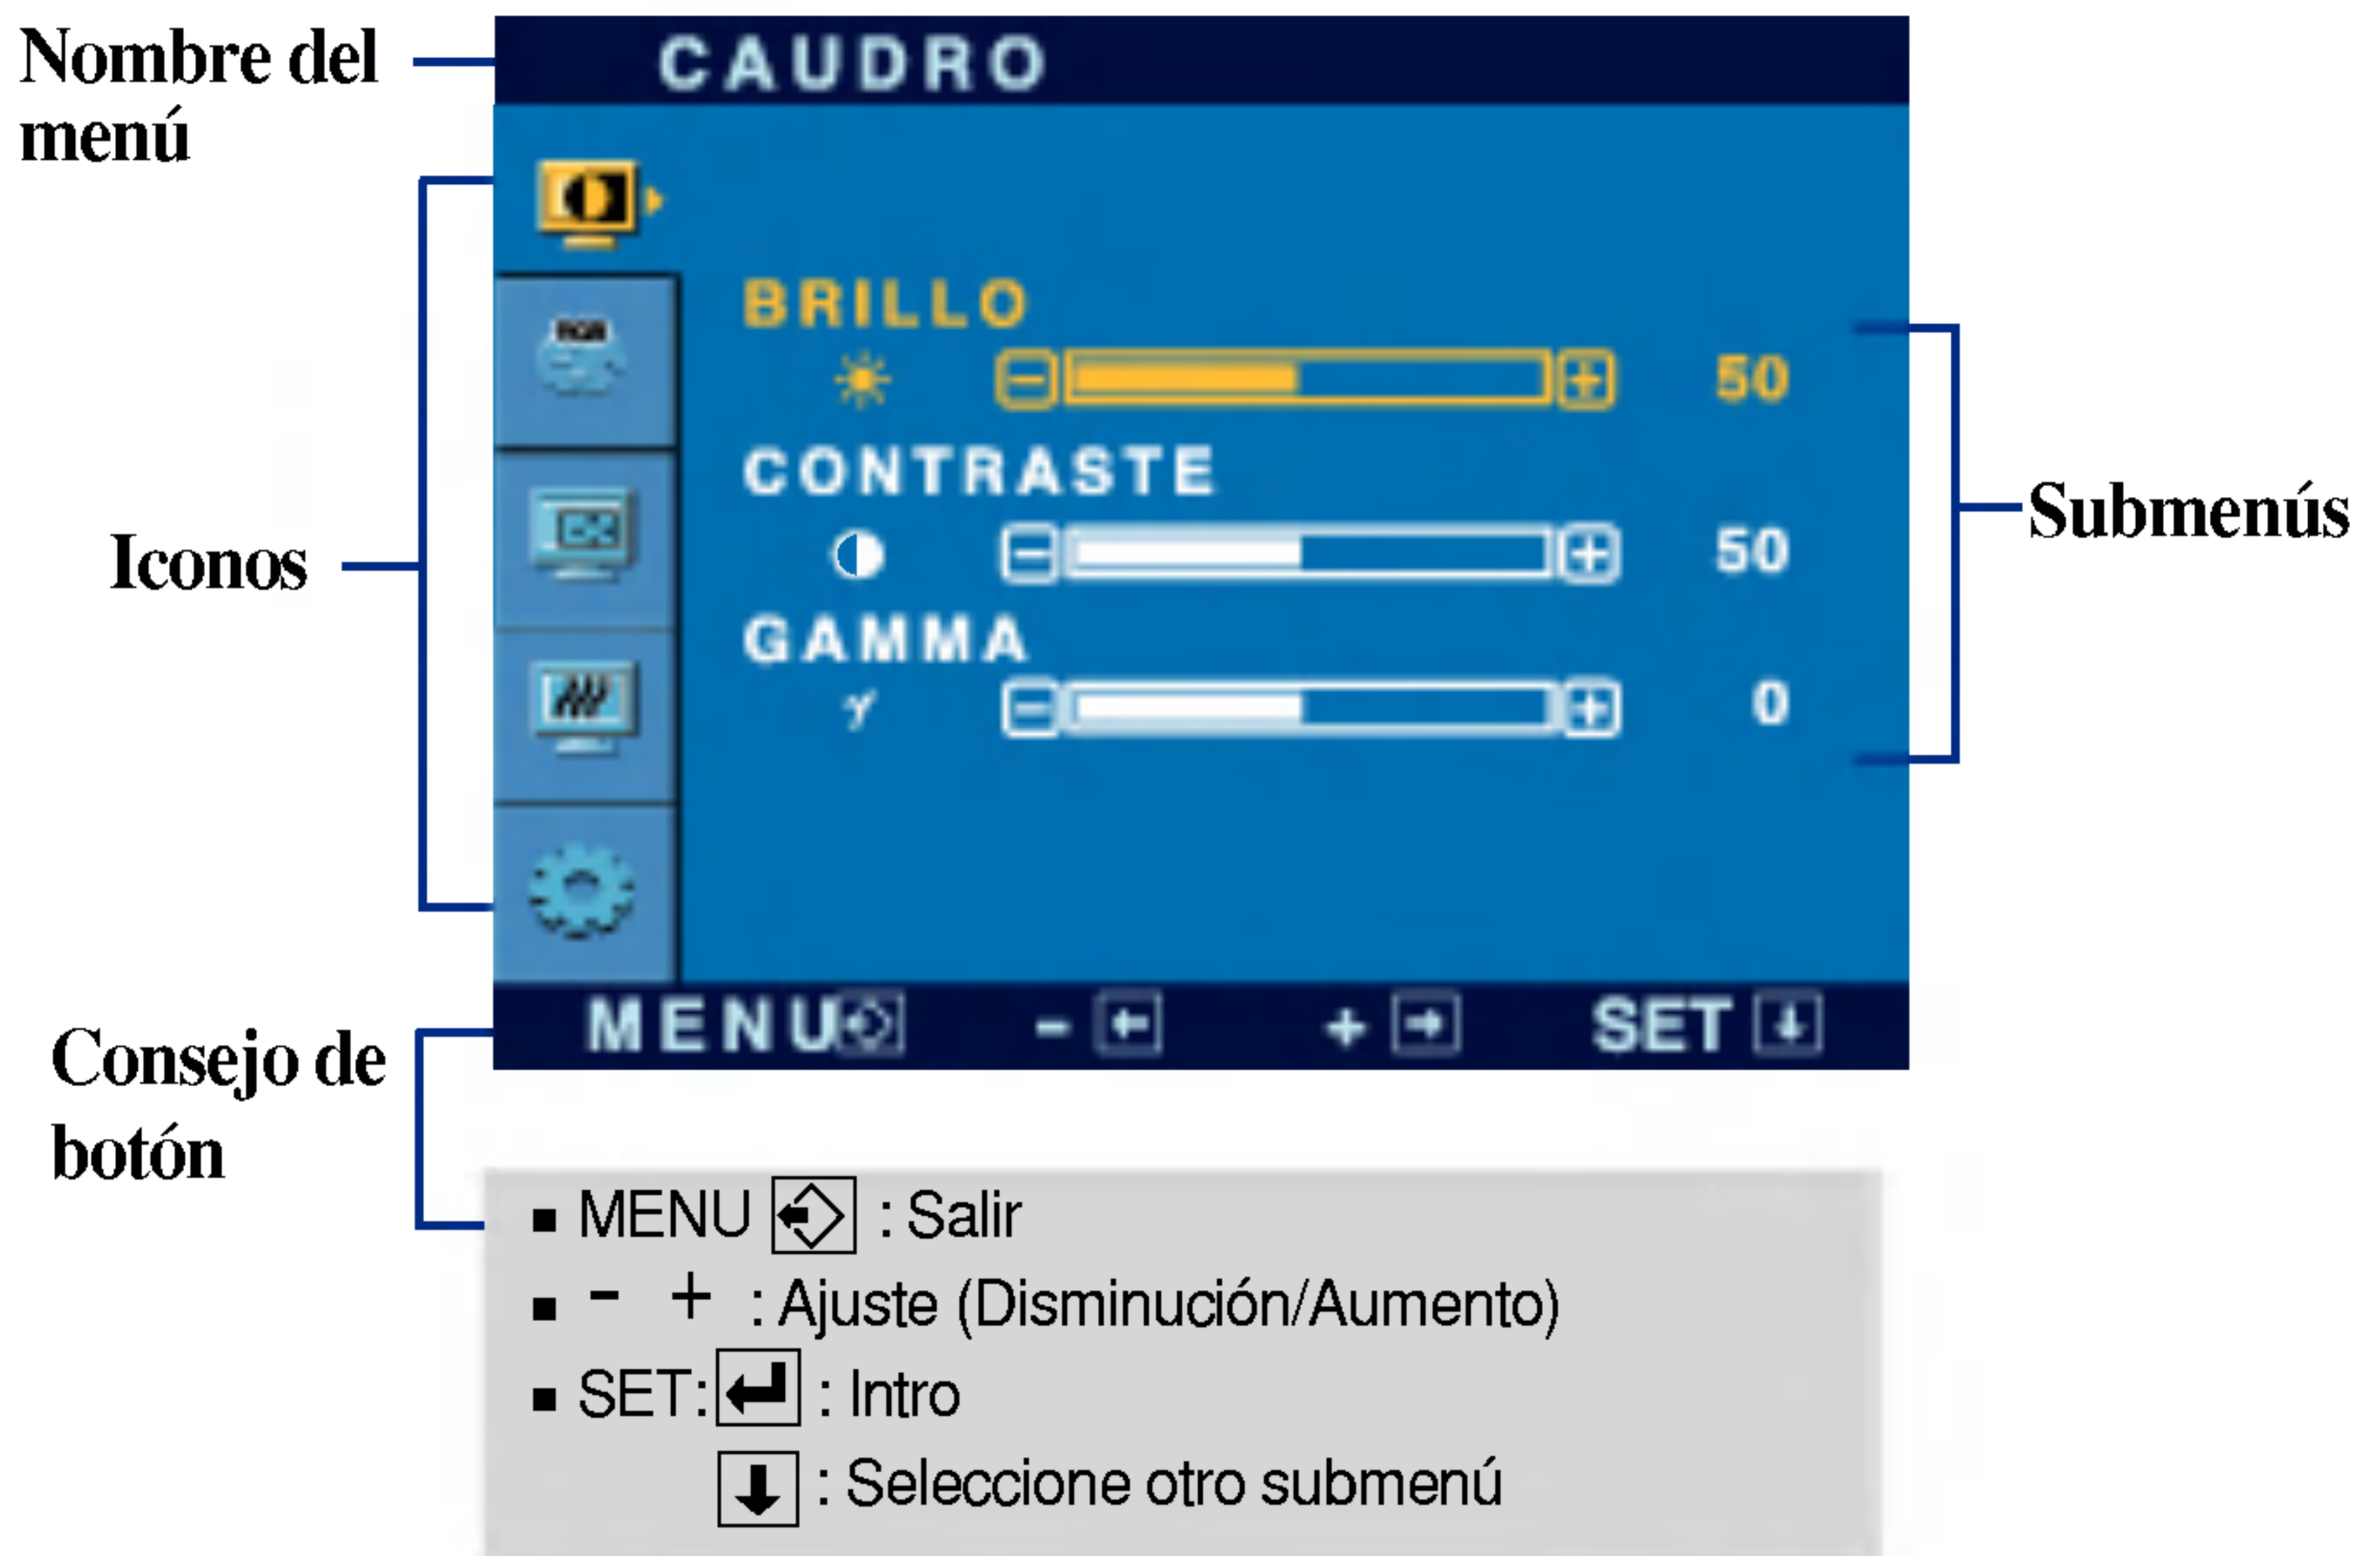 Nombre del
menú
CAUDRO
BRILLO
50
CONTRASTE
50
GAMMA
γ
0
Iconos
Submenús
MENU - + SET
Consejo de
botón
■ MENU : Salir
■ - + : Ajuste (Disminución/Aumento)
■ SET: : Intro
: Seleccione otro submenú